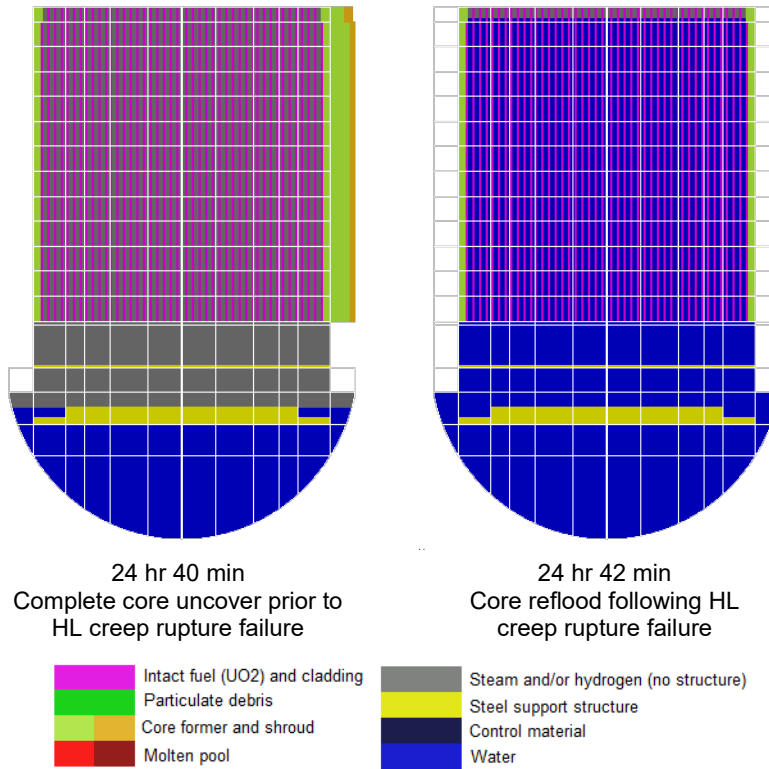 24 hr 40 min
Complete core uncover prior to
HL creep rupture failure
24 hr 42 min
Core reflood following HL
creep rupture failure
Intact fuel (UO2) and cladding
Particulate debris
Core former and shroud
Molten pool
Steam and/or hydrogen (no structure)
Steel support structure
Control material
Water